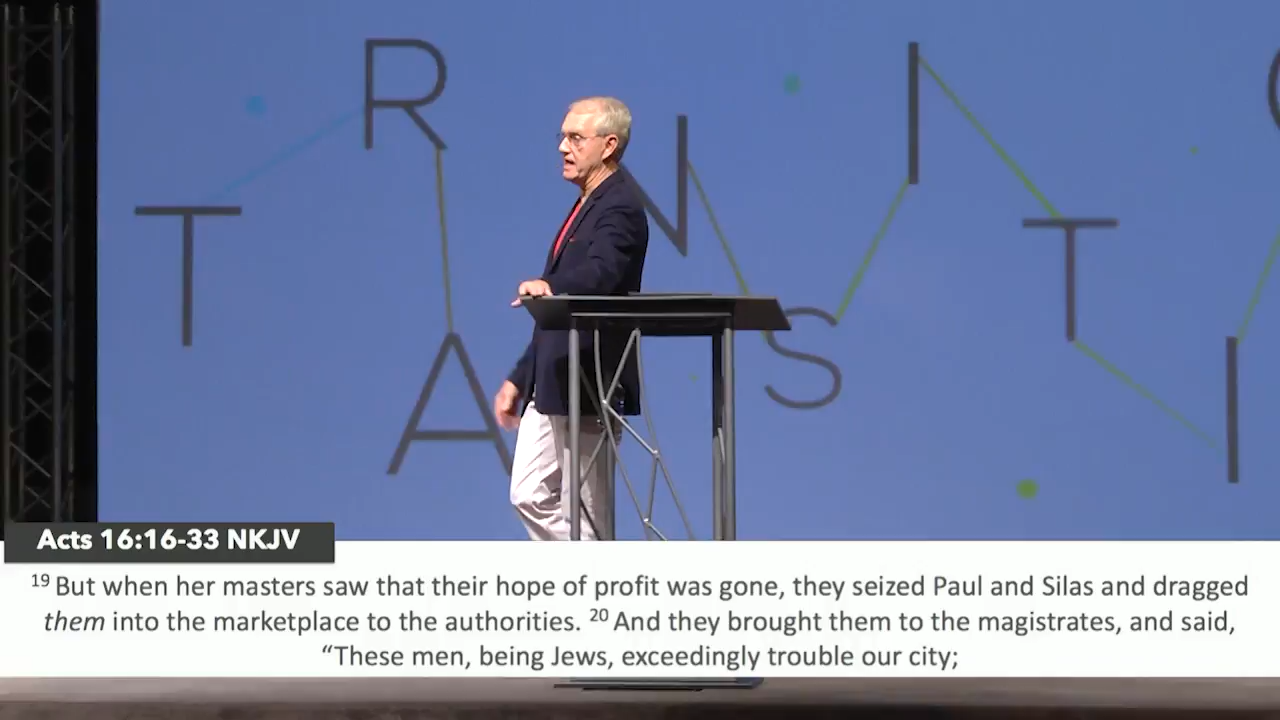 TRANSITI
Acts 16:16-33 NKJV
19 But when her masters saw that their hope of profit was gone, they seized Paul and Silas and dragged
them into the marketplace to the authorities. 20 And they brought them to the magistrates, and said,
“These men, being Jews, exceedingly trouble our city;